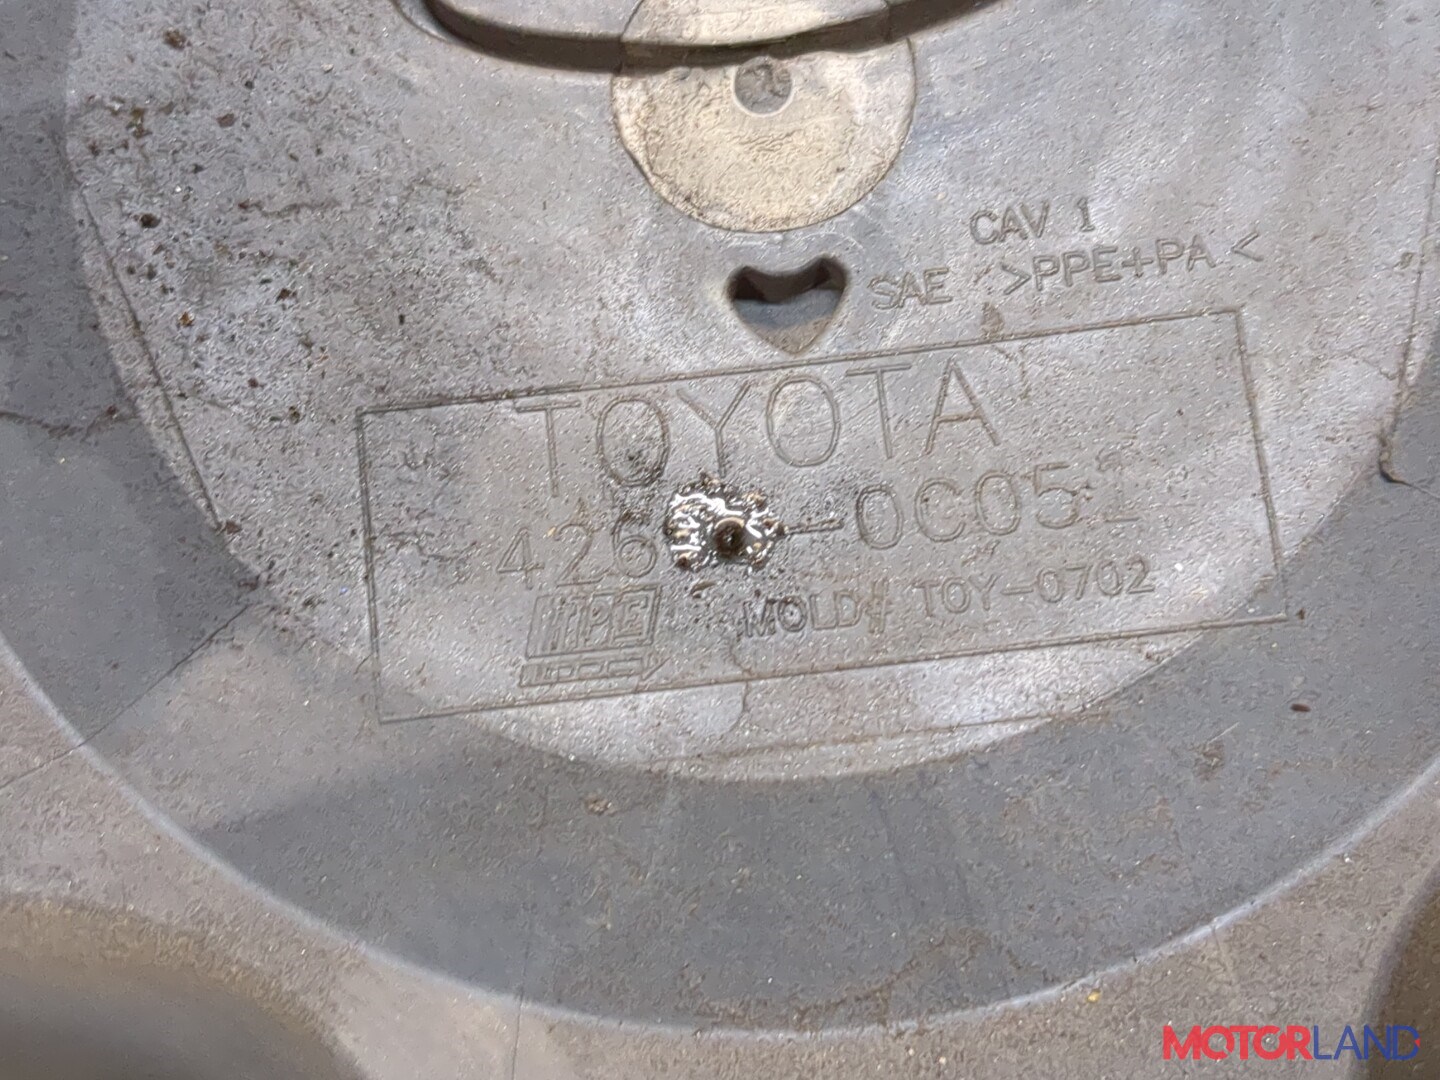 CAV 1
SAE >PPE+PA<
TOYOTA
426 -0C05
MOLD# TOY-0702
MOTORLAND